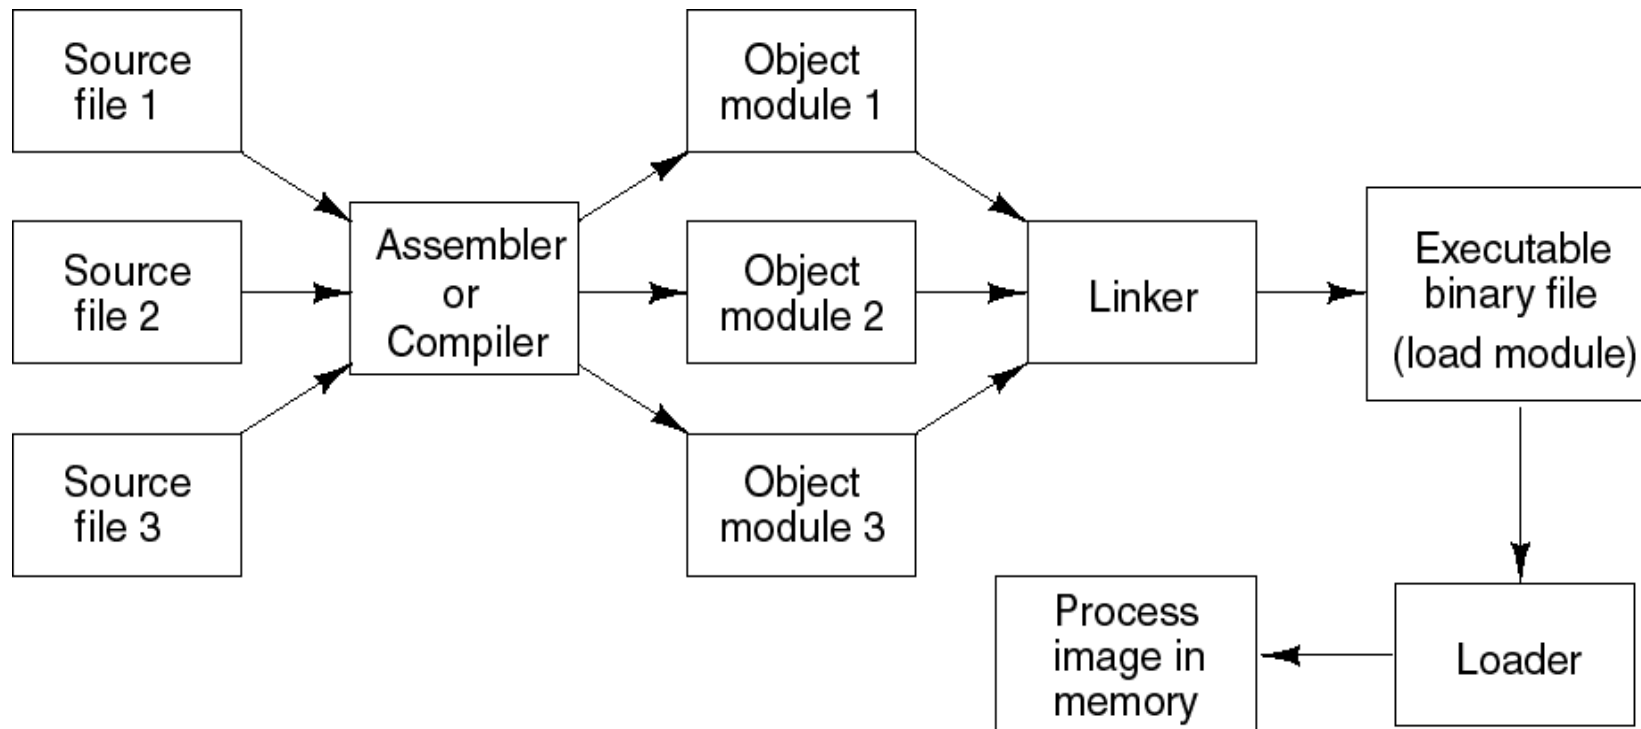 Source
file 1
Object
module 1
Source
file 2
Assembler
or
Compiler
Object
module 2
Linker
Executable
binary file
(load module)
Source
file 3
Object
module 3
Process
image in
memory
Loader